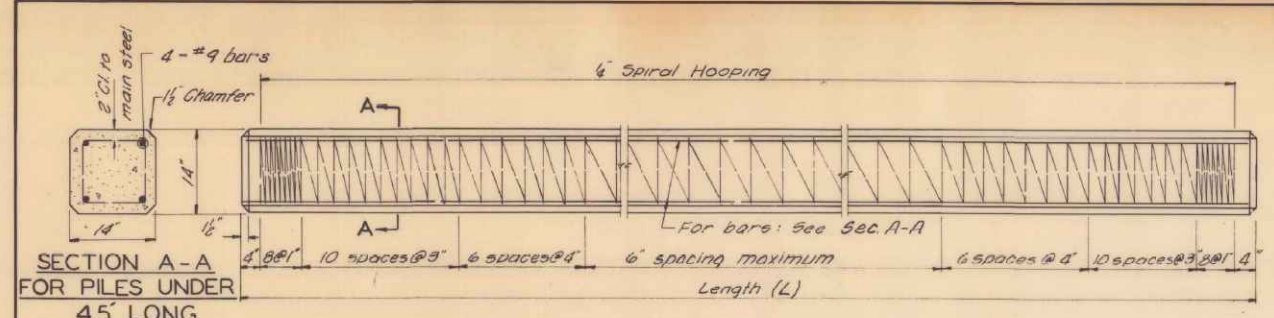 4 - #9 bars
2" Cl. to
main steel
1½" Chamfer
14"
14"
SECTION A-A
FOR PILES UNDER
45' LONG
¼" Spiral Hooping
A
A
1½"
For bars: See Sec. A-A
4" 8@1" 10 spaces@3" 6 spaces@4" 6" spacing maximum 6 spaces @ 4" 10 spaces@3" 8@1" 4"
Length (L)